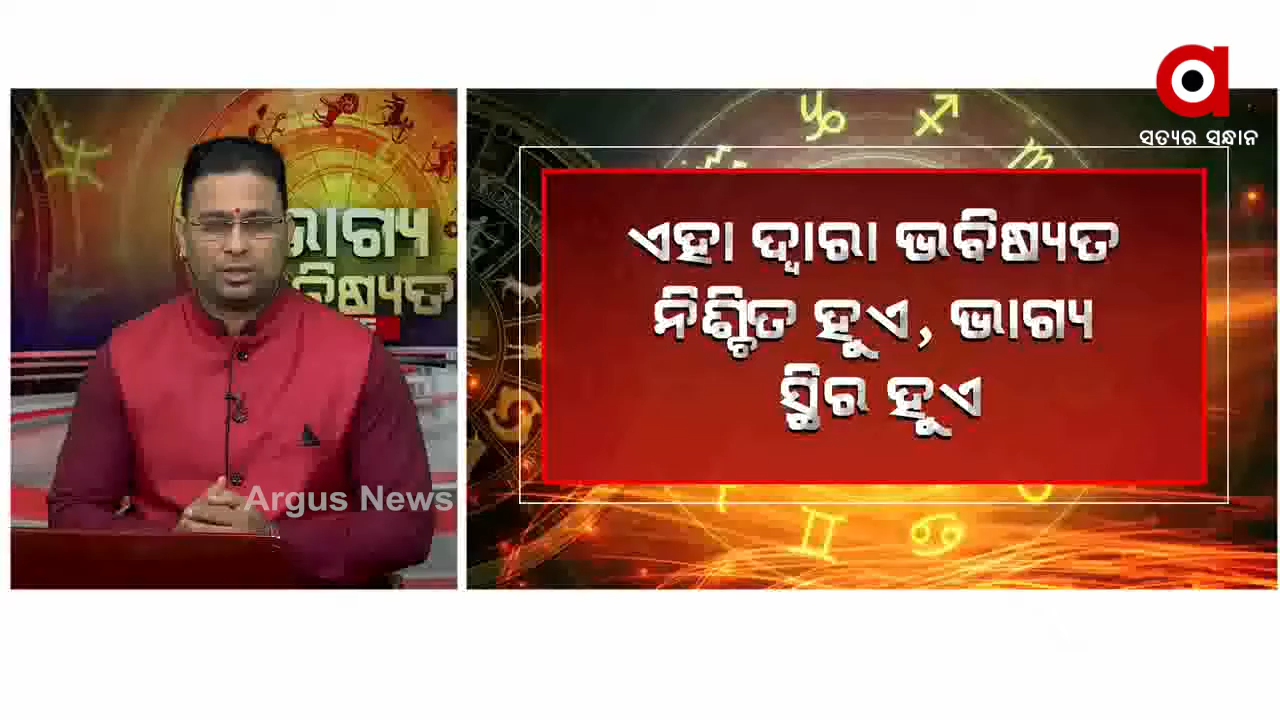 ସତ୍ୟର ସନ୍ଧାନ
ଭାଗ୍ୟ
ଏହା ଦ୍ୱାରା ଭବିଷ୍ୟତ
ନିଶ୍ଚିତ ହୁଏ, ଭାଗ୍ୟ
ସ୍ଥିର ହୁଏ
Argus News